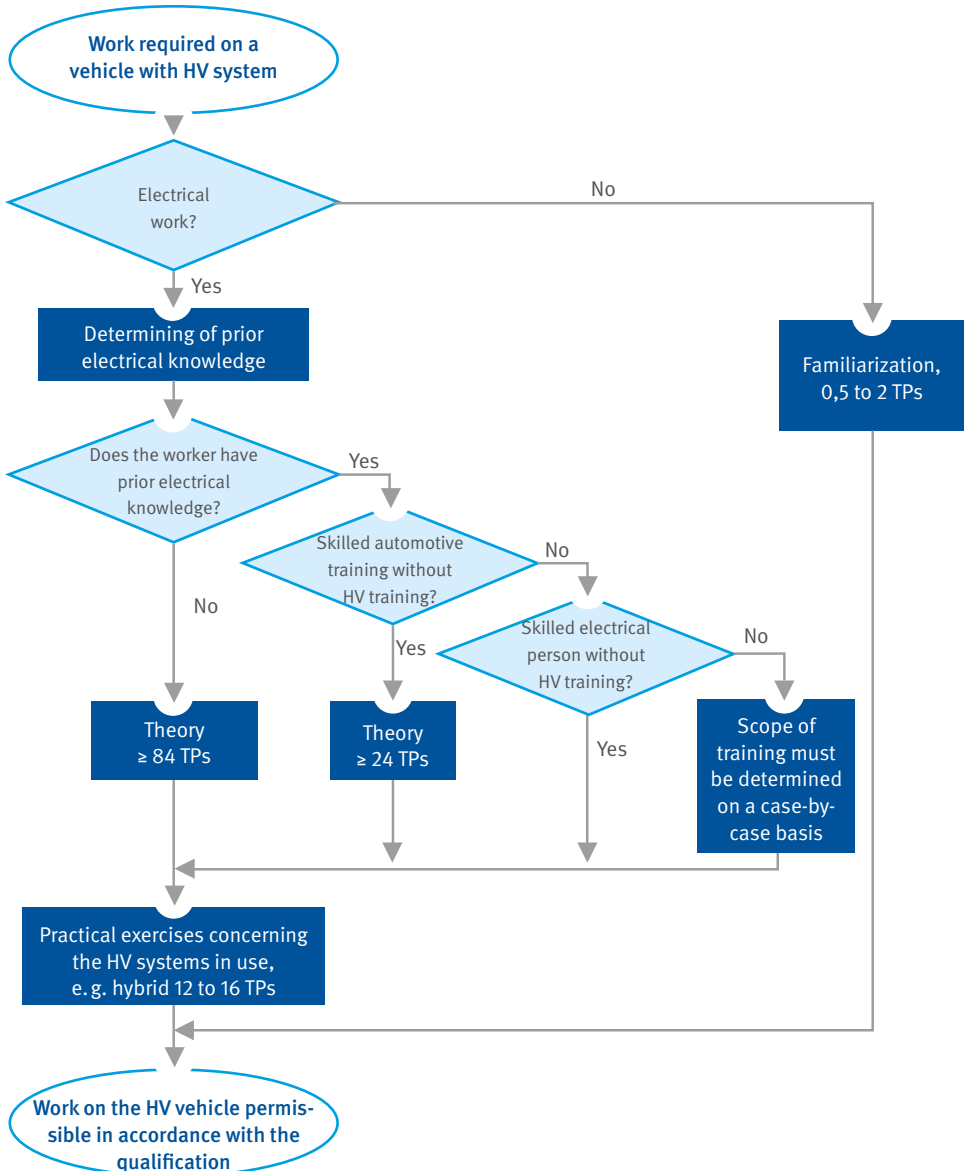 Work required on a
vehicle with HV system
Electrical
work?
No
Yes
Determining of prior
electrical knowledge
Familiarization,
0,5 to 2 TPs
Does the worker have
prior electrical
knowledge?
Yes
Skilled automotive
training without
HV training?
No
No
Skilled electrical
person without
HV training?
No
Yes
Theory
≥ 84 TPs
Theory
≥ 24 TPs
Yes
Scope of
training must
be determined
on a case-by-
case basis
Practical exercises concerning
the HV systems in use,
e. g. hybrid 12 to 16 TPs
Work on the HV vehicle permis-
sible in accordance with the
qualification